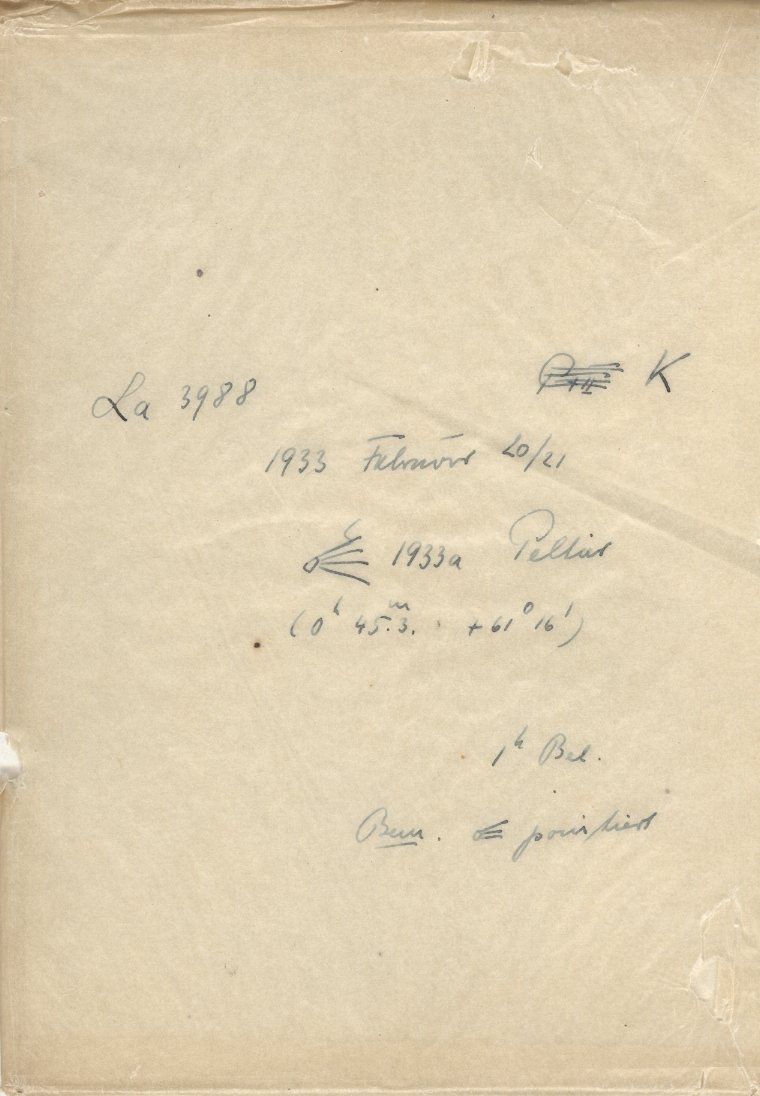 La 3988 K
1933 Februar 20/21
☄ 1933a Peltier
(0ʰ 45ᵐ.3. +61° 16')
1ʰ Bel.
Bem. ☄ pointiert